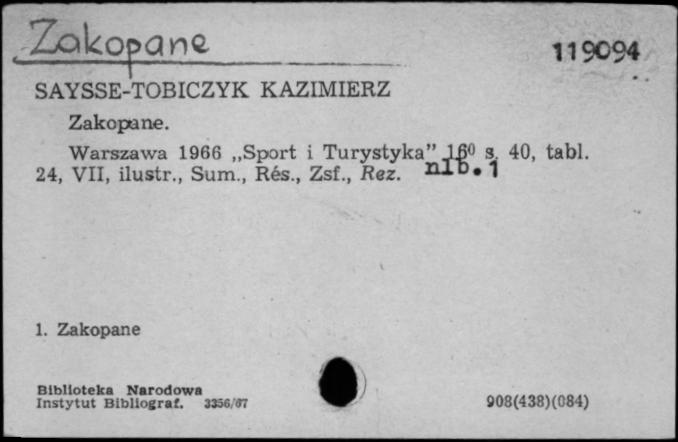 Zakopane
119094
SAYSSE-TOBICZYK KAZIMIERZ
Zakopane.
Warszawa 1966 „Sport i Turystyka” 16⁰ s. 40, tabl.
24, VII, ilustr., Sum., Rés., Zsf., Rez. nlb. 1
1. Zakopane
Biblioteka Narodowa
Instytut Bibliograf. 3356/67
908(438)(084)